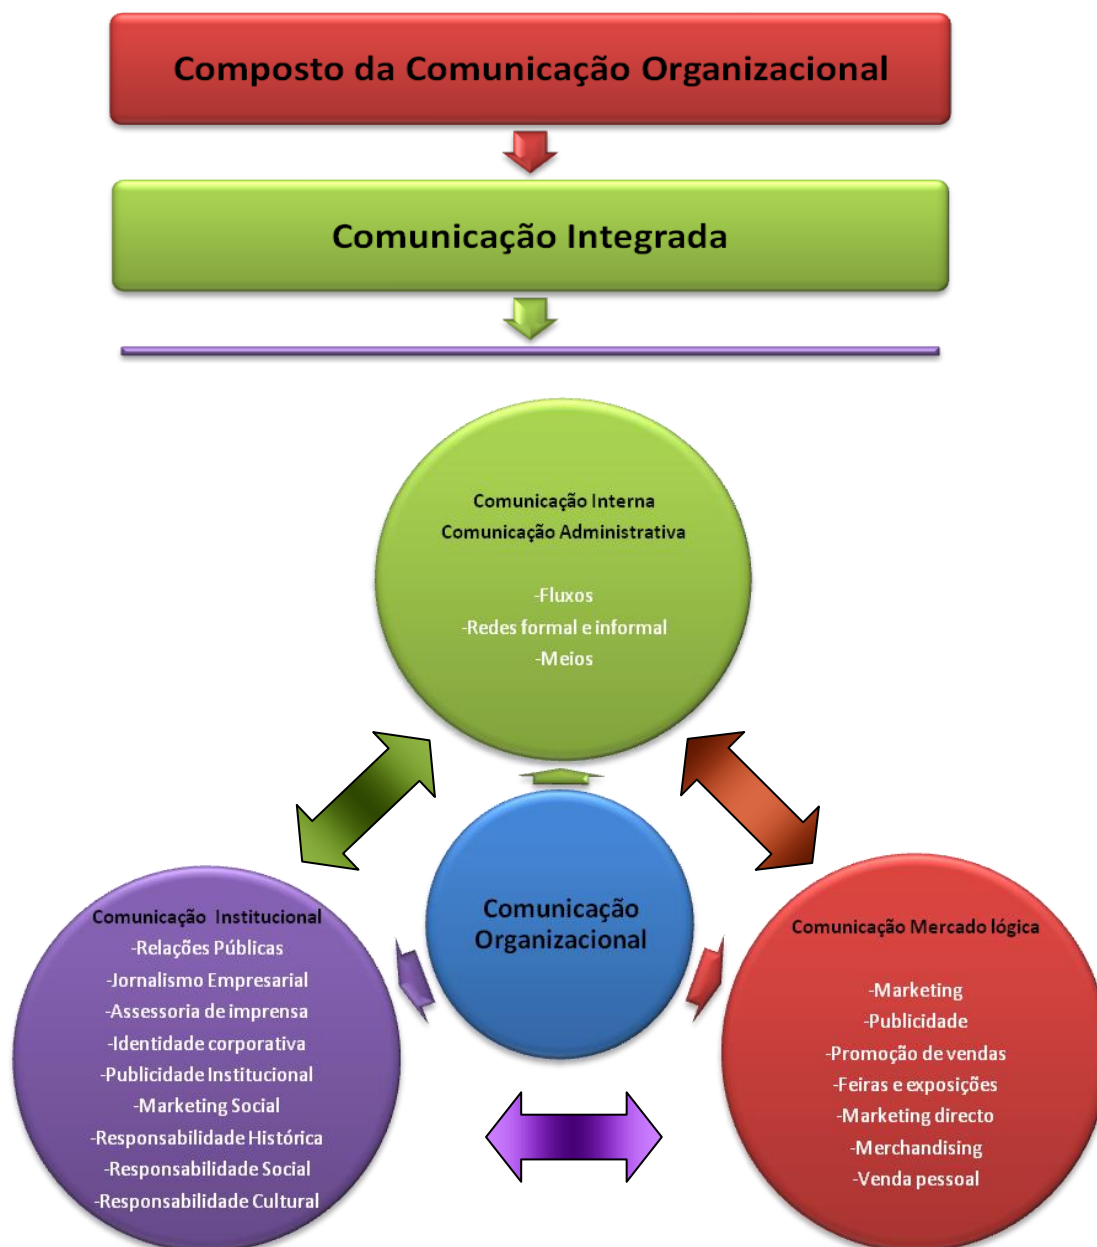 Composto da Comunicação Organizacional
Comunicação Integrada
Comunicação Interna
Comunicação Administrativa
-Fluxos
-Redes formal e informal
-Meios
Comunicação
Organizacional
Comunicação Institucional
-Relações Públicas
-Jornalismo Empresarial
-Assessoria de imprensa
-Identidade corporativa
-Publicidade Institucional
-Marketing Social
-Responsabilidade Histórica
-Responsabilidade Social
-Responsabilidade Cultural
Comunicação Mercado lógica
-Marketing
-Publicidade
-Promoção de vendas
-Feiras e exposições
-Marketing directo
-Merchandising
-Venda pessoal